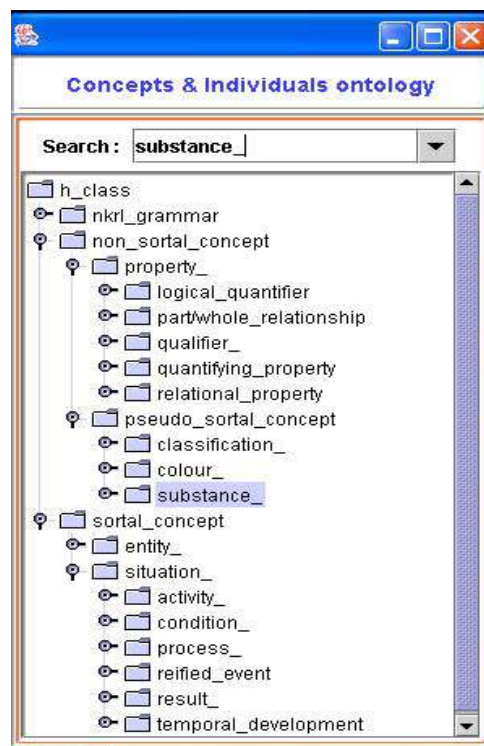 Concepts & Individuals ontology
Search : substance_
h_class
nkrl_grammar
non_sortal_concept
property_
logical_quantifier
part/whole_relationship
qualifier_
quantifying_property
relational_property
pseudo_sortal_concept
classification_
colour_
substance_
sortal_concept
entity_
situation_
activity_
condition_
process_
reified_event
result_
temporal_development